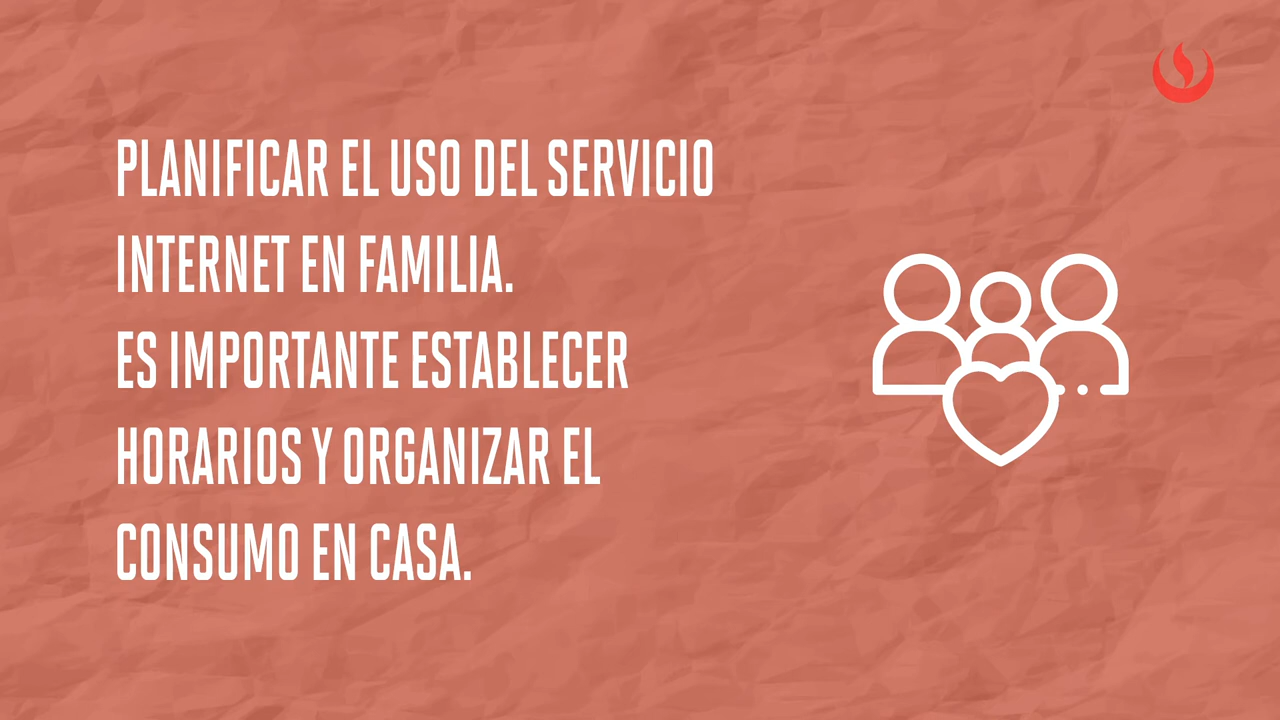 PLANIFICAR EL USO DEL SERVICIO
INTERNET EN FAMILIA.
ES IMPORTANTE ESTABLECER
HORARIOS Y ORGANIZAR EL
CONSUMO EN CASA.